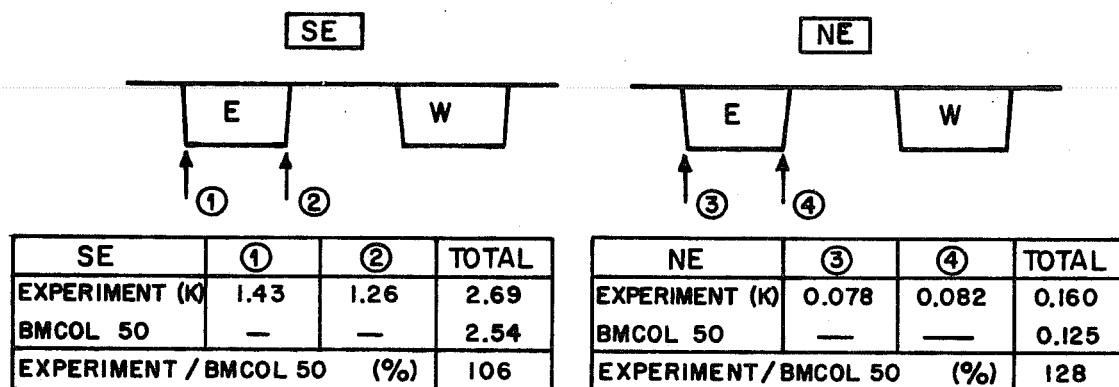 SE
E W
① ②
SE ① ② TOTAL
EXPERIMENT (K) 1.43 1.26 2.69
BMCOL 50 — — 2.54
EXPERIMENT / BMCOL 50 (%) 106
NE
E W
③ ④
NE ③ ④ TOTAL
EXPERIMENT (K) 0.078 0.082 0.160
BMCOL 50 — — 0.125
EXPERIMENT/BMCOL 50 (%) 128